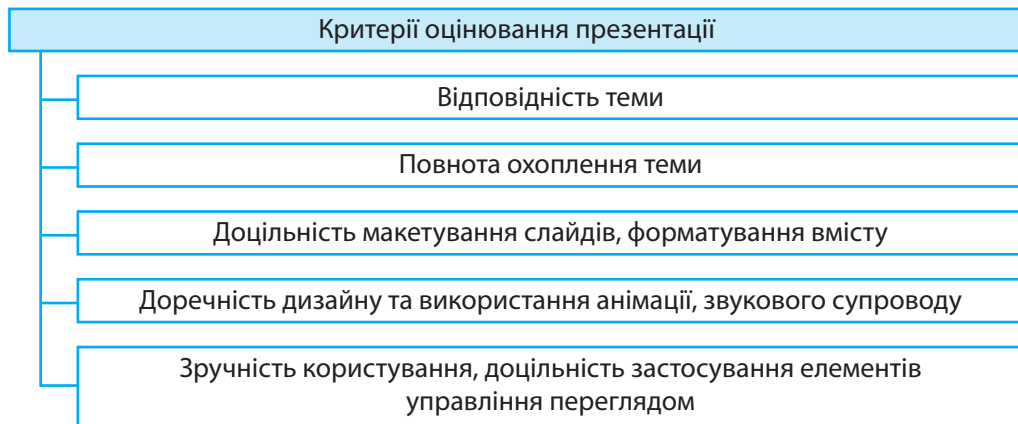 Критерії оцінювання презентації
Відповідність теми
Повнота охоплення теми
Доцільність макетування слайдів, форматування вмісту
Доречність дизайну та використання анімації, звукового супроводу
Зручність користування, доцільність застосування елементів
управління переглядом